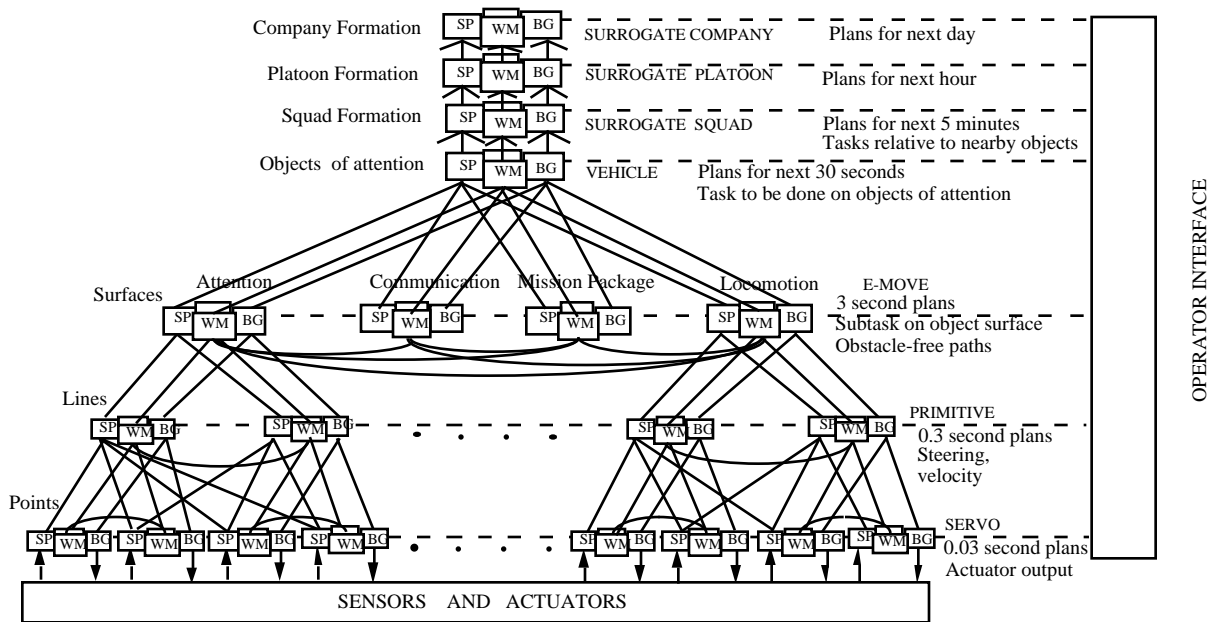 Company Formation SP WM BG SURROGATE COMPANY Plans for next day
Platoon Formation SP WM BG SURROGATE PLATOON Plans for next hour
Squad Formation SP WM BG SURROGATE SQUAD Plans for next 5 minutes
Tasks relative to nearby objects
Objects of attention SP WM BG VEHICLE Plans for next 30 seconds
Task to be done on objects of attention
OPERATOR INTERFACE
Attention Communication Mission Package Locomotion E-MOVE
Surfaces 3 second plans
SP WM BG SP WM BG SP WM BG SP WM BG Subtask on object surface
Obstacle-free paths
Lines PRIMITIVE
SP WM BG SP WM BG . . . . SP WM BG SP WM BG 0.3 second plans
Steering,
velocity
Points SERVO
SP WM BG SP WM BG SP WM BG SP WM BG . . . . SP WM BG SP WM BG SP WM BG SP WM BG 0.03 second plans
Actuator output
SENSORS AND ACTUATORS